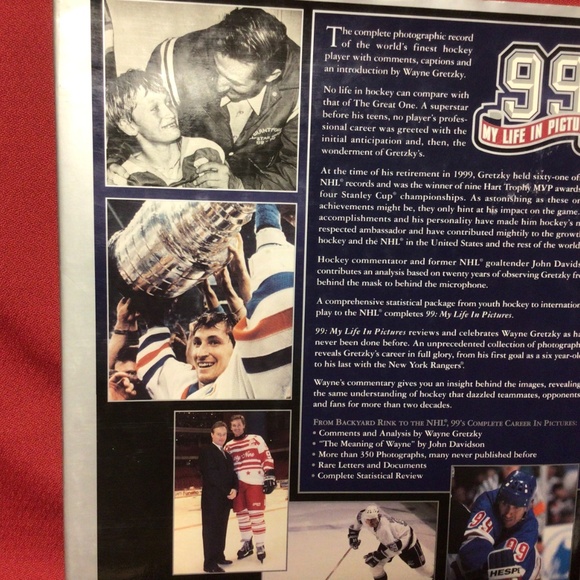 The complete photographic record
of the world's finest hockey
player with comments, captions and
an introduction by Wayne Gretzky.
99
MY LIFE IN
No life in hockey can compare with
that of The Great One. A superstar
before his teens, no player's profes-
sional career was greeted with the
initial anticipation and, then, the
wonderment of Gretzky's.
At the time of his retirement in 1999, Gretzky held sixty-one of
NHL® records and was the winner of nine Hart Trophy MVP awards
four Stanley Cup® championships. As astonishing as these
achievements might be, they only hint at his impact on the game.
accomplishments and his personality have made him hockey's
respected ambassador and have contributed mightily to the
hockey and the NHL® in the United States and the rest of the world
Hockey commentator and former NHL® goaltender John
contributes an analysis based on twenty years of observing Gretzky
behind the mask to behind the microphone.
A comprehensive statistical package from youth hockey to
play to the NHL® completes 99: My Life In Pictures.
99: My Life In Pictures reviews and celebrates Wayne Gretzky as
never been done before. An unprecedented collection of
reveals Gretzky's career in full glory, from his first goal as a six
to his last with the New York Rangers®.
Wayne's commentary gives you an insight behind the images,
the same understanding of hockey that dazzled teammates,
and fans for more than two decades.
From Backyard Rink to the NHL®, 99's Complete Career In Pictures:
• Comments and Analysis by Wayne Gretzky
• "The Meaning of Wayne" by John Davidson
• More than 350 Photographs, many never published before
• Rare Letters and Documents
• Complete Statistical Review
99
99
HESPE